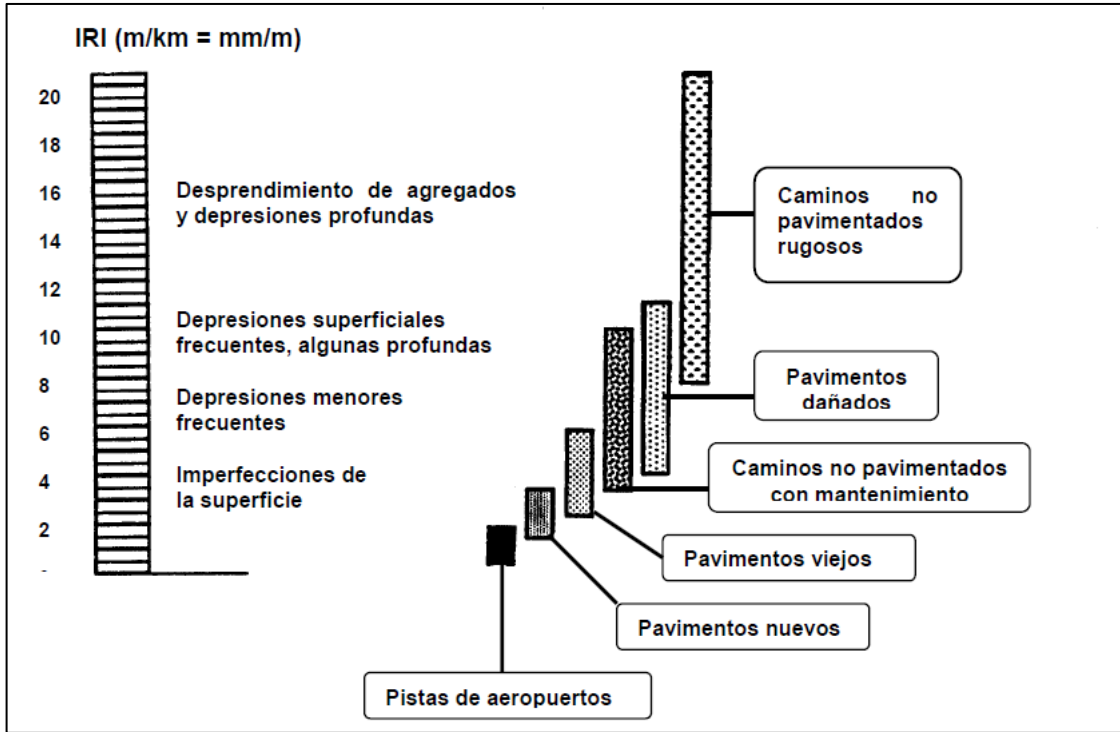 IRI (m/km = mm/m)
20
18
16
14
12
10
8
6
4
2
-
Desprendimiento de agregados
y depresiones profundas
Depresiones superficiales
frecuentes, algunas profundas
Depresiones menores
frecuentes
Imperfecciones de
la superficie
Caminos no
pavimentados
rugosos
Pavimentos
dañados
Caminos no pavimentados
con mantenimiento
Pavimentos viejos
Pavimentos nuevos
Pistas de aeropuertos